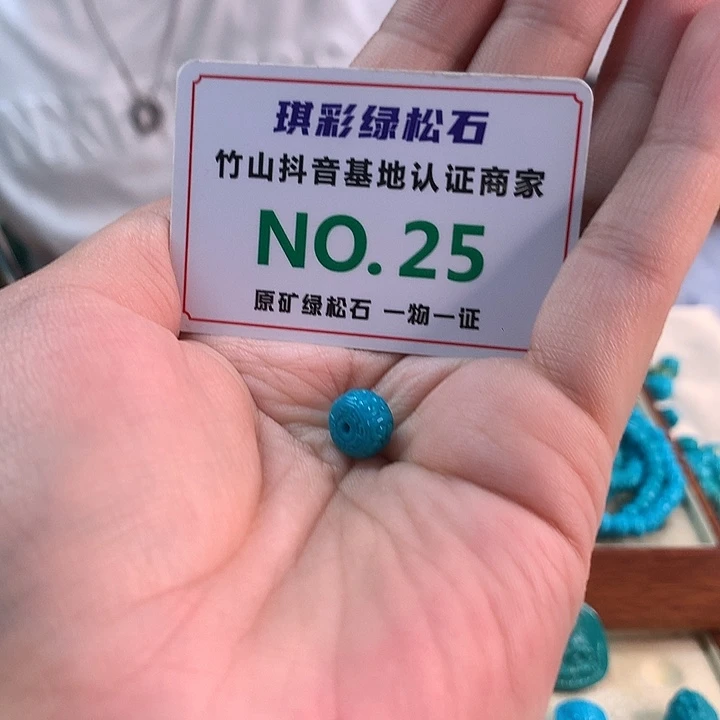 琪彩绿松石
竹山抖音基地认证商家
NO. 25
原矿绿松石 一物一证